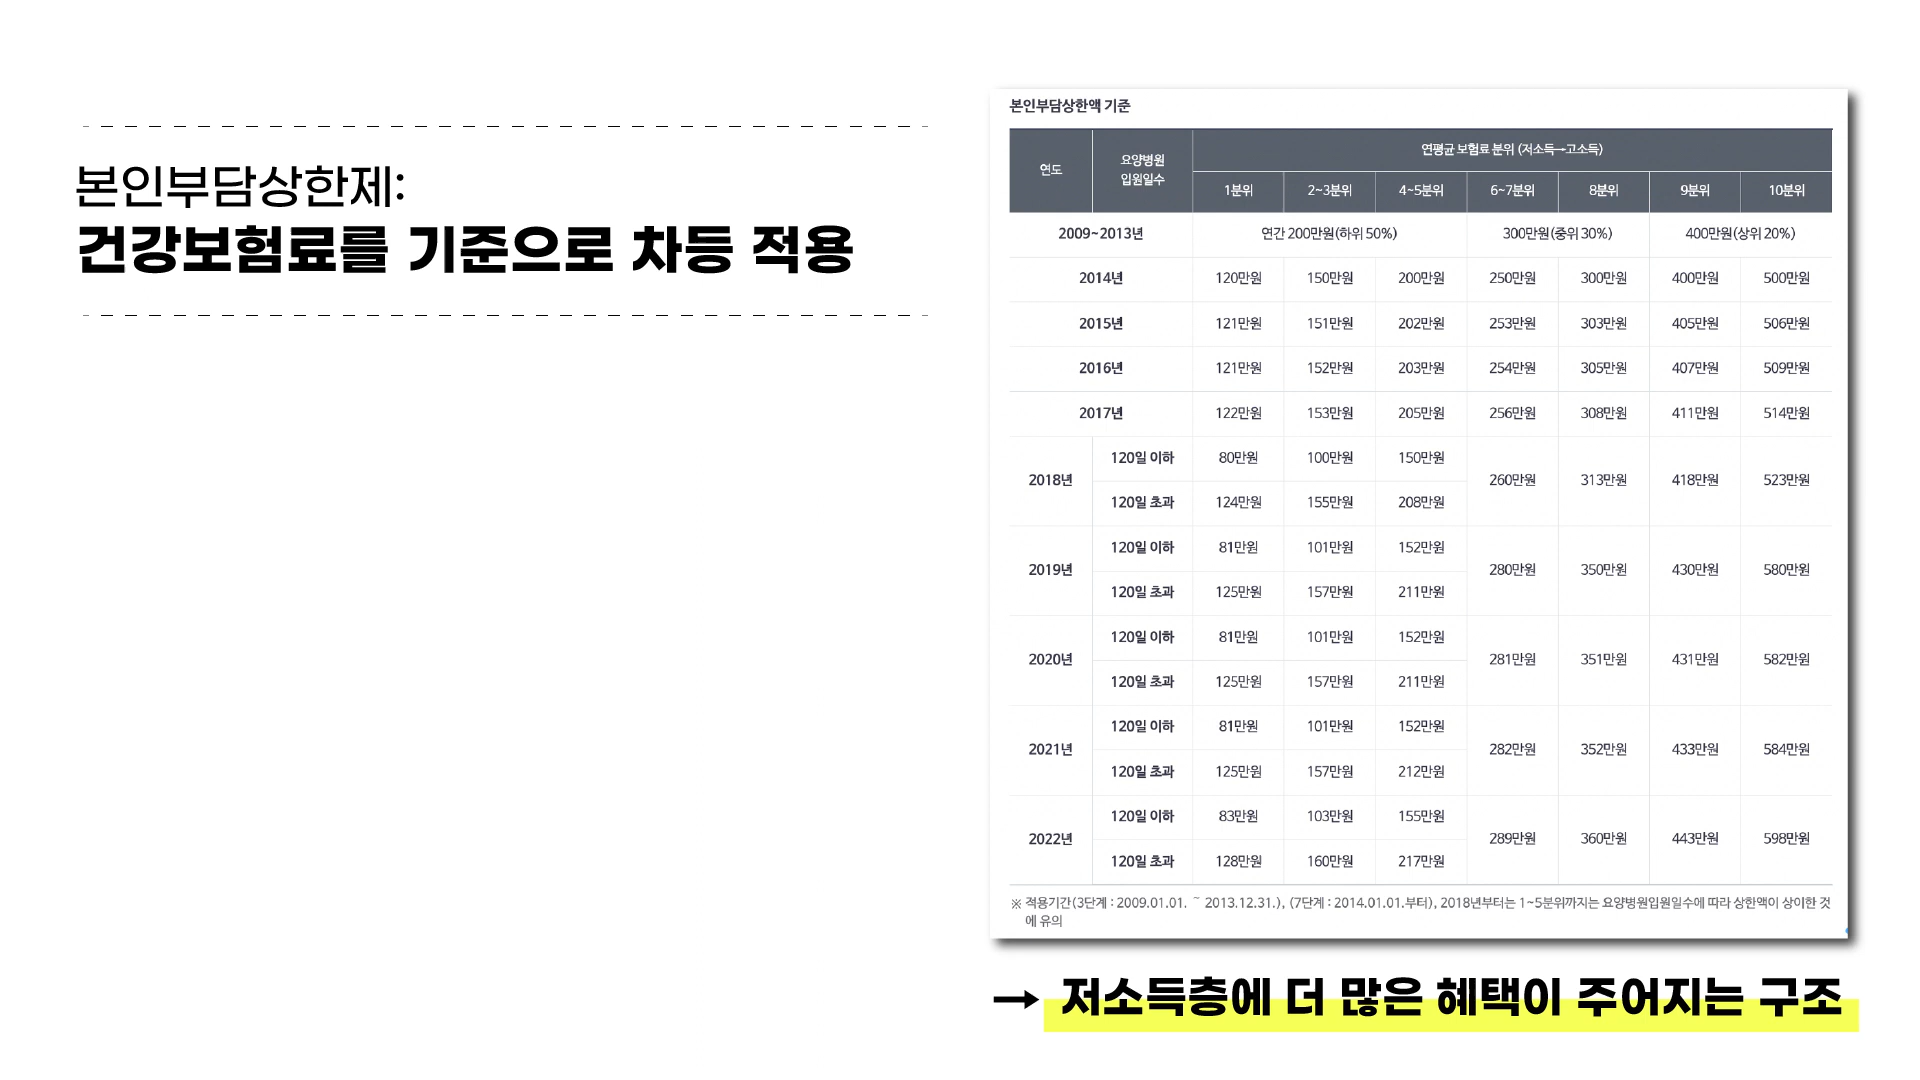 본인부담상한제:
건강보험료를 기준으로 차등 적용
본인부담상한액 기준
연도 요양병원 입원일수 연평균 보험료 분위 (저소득→고소득)
1분위 2~3분위 4~5분위 6~7분위 8분위 9분위 10분위
2009~2013년 연간 200만원(하위 50%) 300만원(중위 30%) 400만원(상위 20%)
2014년 120만원 150만원 200만원 250만원 300만원 400만원 500만원
2015년 121만원 151만원 202만원 253만원 303만원 405만원 506만원
2016년 121만원 152만원 203만원 254만원 305만원 407만원 509만원
2017년 122만원 153만원 205만원 256만원 308만원 411만원 514만원
2018년 120일 이하 80만원 100만원 150만원 260만원 313만원 418만원 523만원
120일 초과 124만원 155만원 208만원
2019년 120일 이하 81만원 101만원 152만원 280만원 350만원 430만원 580만원
120일 초과 125만원 157만원 211만원
2020년 120일 이하 81만원 101만원 152만원 281만원 351만원 431만원 582만원
120일 초과 125만원 157만원 211만원
2021년 120일 이하 81만원 101만원 152만원 282만원 352만원 433만원 584만원
120일 초과 125만원 157만원 212만원
2022년 120일 이하 83만원 103만원 155만원 289만원 360만원 443만원 598만원
120일 초과 128만원 160만원 217만원
※ 적용기간(3단계 : 2009.01.01. ~ 2013.12.31.), (7단계 : 2014.01.01.부터), 2018년부터는 1~5분위까지는 요양병원입원일수에 따라 상한액이 상이한 것
에 유의
→ 저소득층에 더 많은 혜택이 주어지는 구조